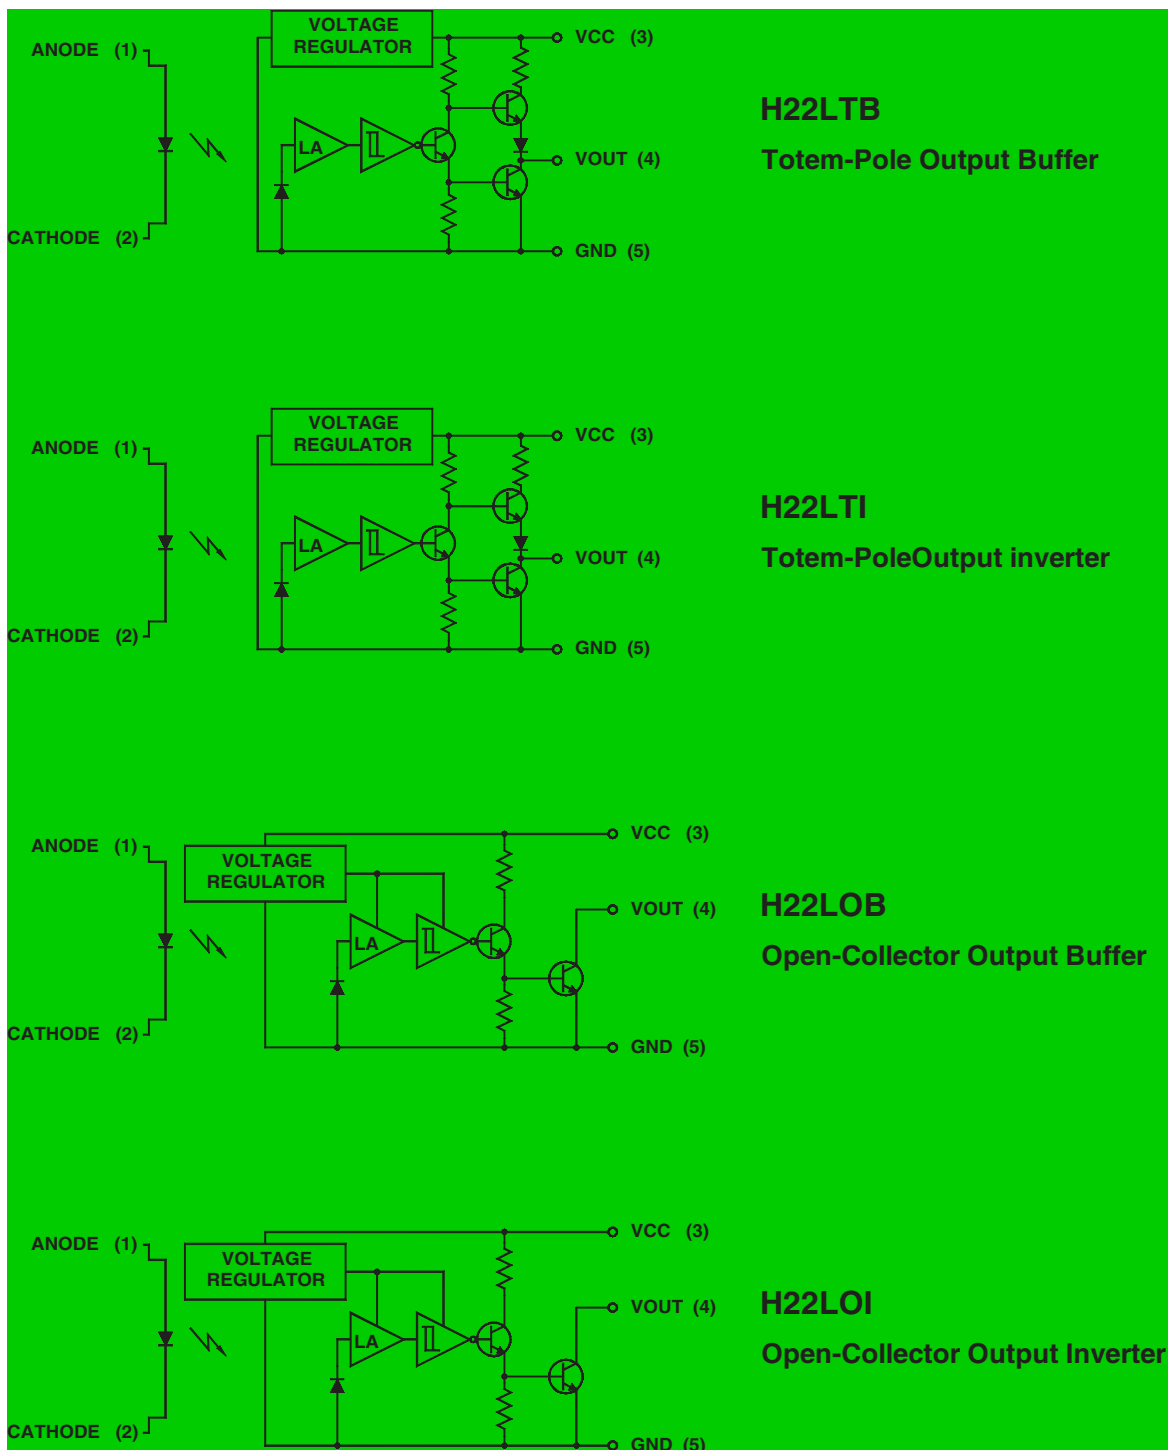 VOLTAGE
REGULATOR
ANODE (1)
VCC (3)
LA
VOUT (4)
CATHODE (2)
GND (5)
H22LTB
Totem-Pole Output Buffer
VOLTAGE
REGULATOR
ANODE (1)
VCC (3)
LA
VOUT (4)
CATHODE (2)
GND (5)
H22LTI
Totem-PoleOutput inverter
VCC (3)
ANODE (1)
VOLTAGE
REGULATOR
VOUT (4)
LA
CATHODE (2)
GND (5)
H22LOB
Open-Collector Output Buffer
VCC (3)
ANODE (1)
VOLTAGE
REGULATOR
VOUT (4)
LA
CATHODE (2)
GND (5)
H22LOI
Open-Collector Output Inverter